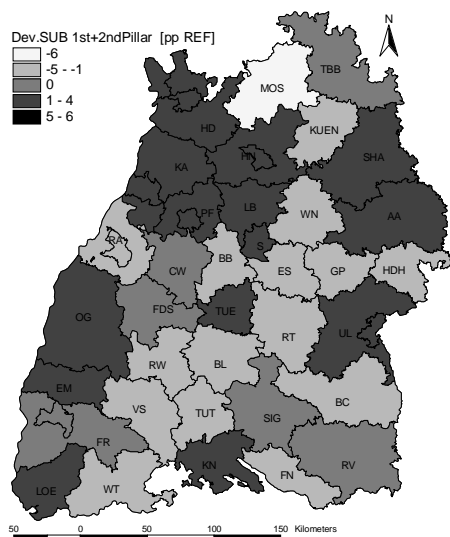 Dev.SUB 1st+2ndPillar [pp REF]
-6
-5 - -1
0
1 - 4
5 - 6
N
MOS
TBB
KUEN
HD
HN
SHA
KA
PF
LB
WN
AA
S
RA
CW
BB
ES
GP
HDH
OG
FDS
TUE
RT
UL
RW
BL
EM
VS
TUT
SIG
BC
FR
LOE
WT
KN
FN
RV
50 0 50 100 150 Kilometers